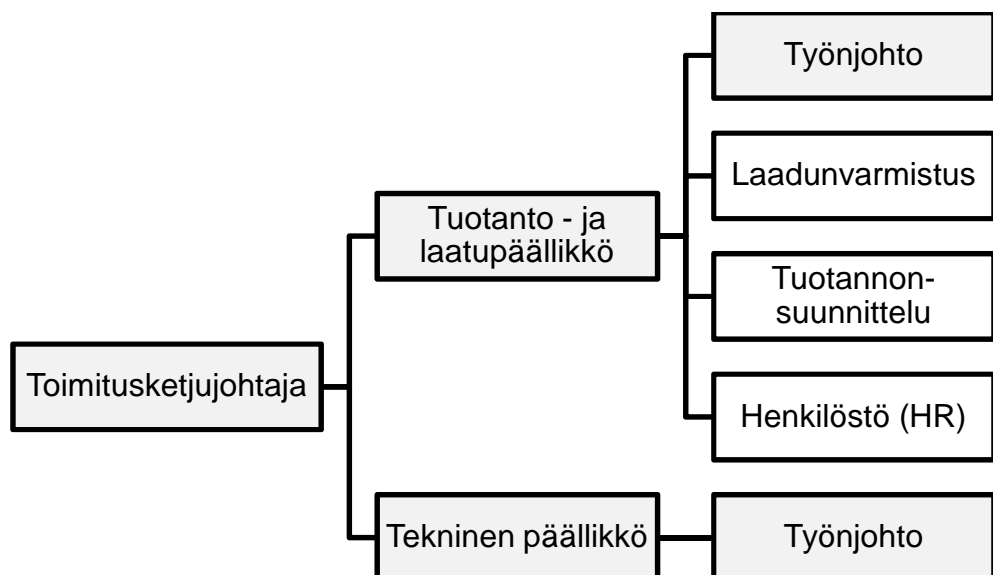 Työnjohto
Laadunvarmistus
Tuotanto - ja
laatupäällikkö
Tuotannon-
suunnittelu
Toimitusketjujohtaja
Henkilöstö (HR)
Tekninen päällikkö
Työnjohto